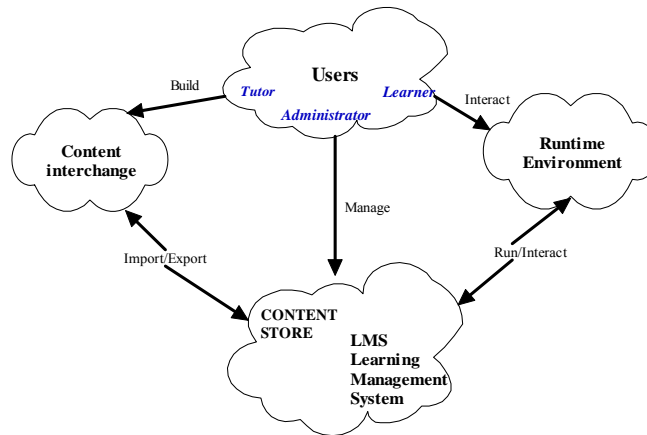 Users
Build
Tutor
Learner
Interact
Administrator
Content
interchange
Runtime
Environment
Manage
Import/Export
Run/Interact
CONTENT
STORE
LMS
Learning
Management
System